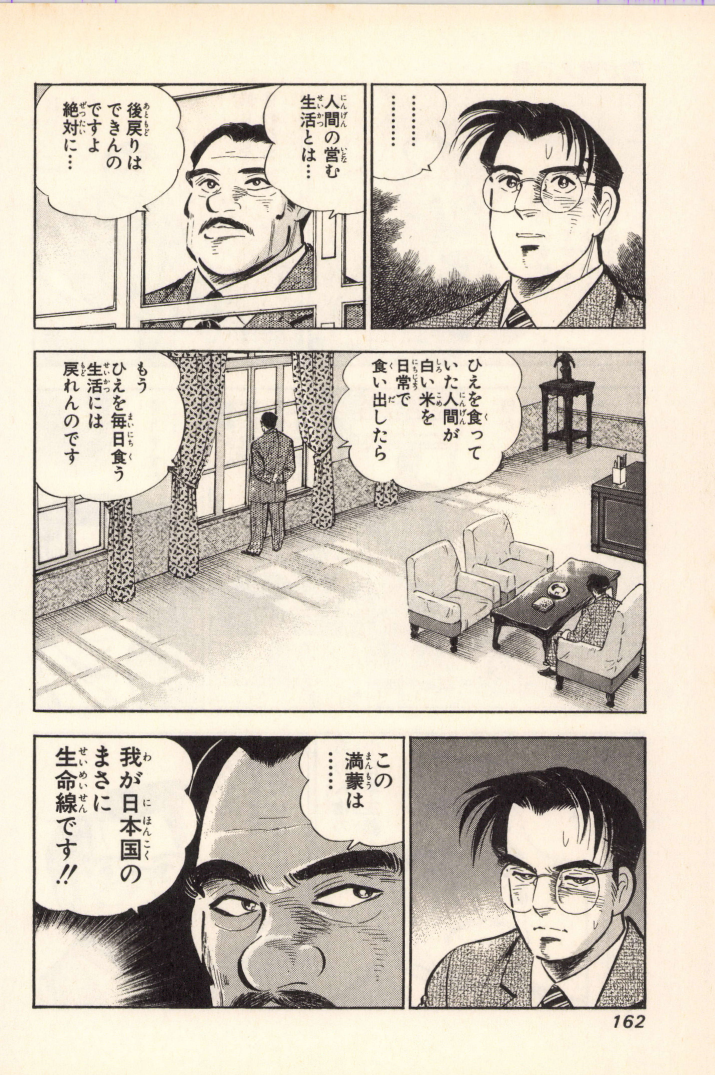 ………
………
人間の営む
生活とは…
後戻りは
できんの
ですよ
絶対に…
ひえを食って
いた人間が
白い米を
日常で
食い出したら
もう
ひえを毎日食う
生活には
戻れんのです
この
満蒙は
……
我が日本国の
まさに
生命線です!!
162